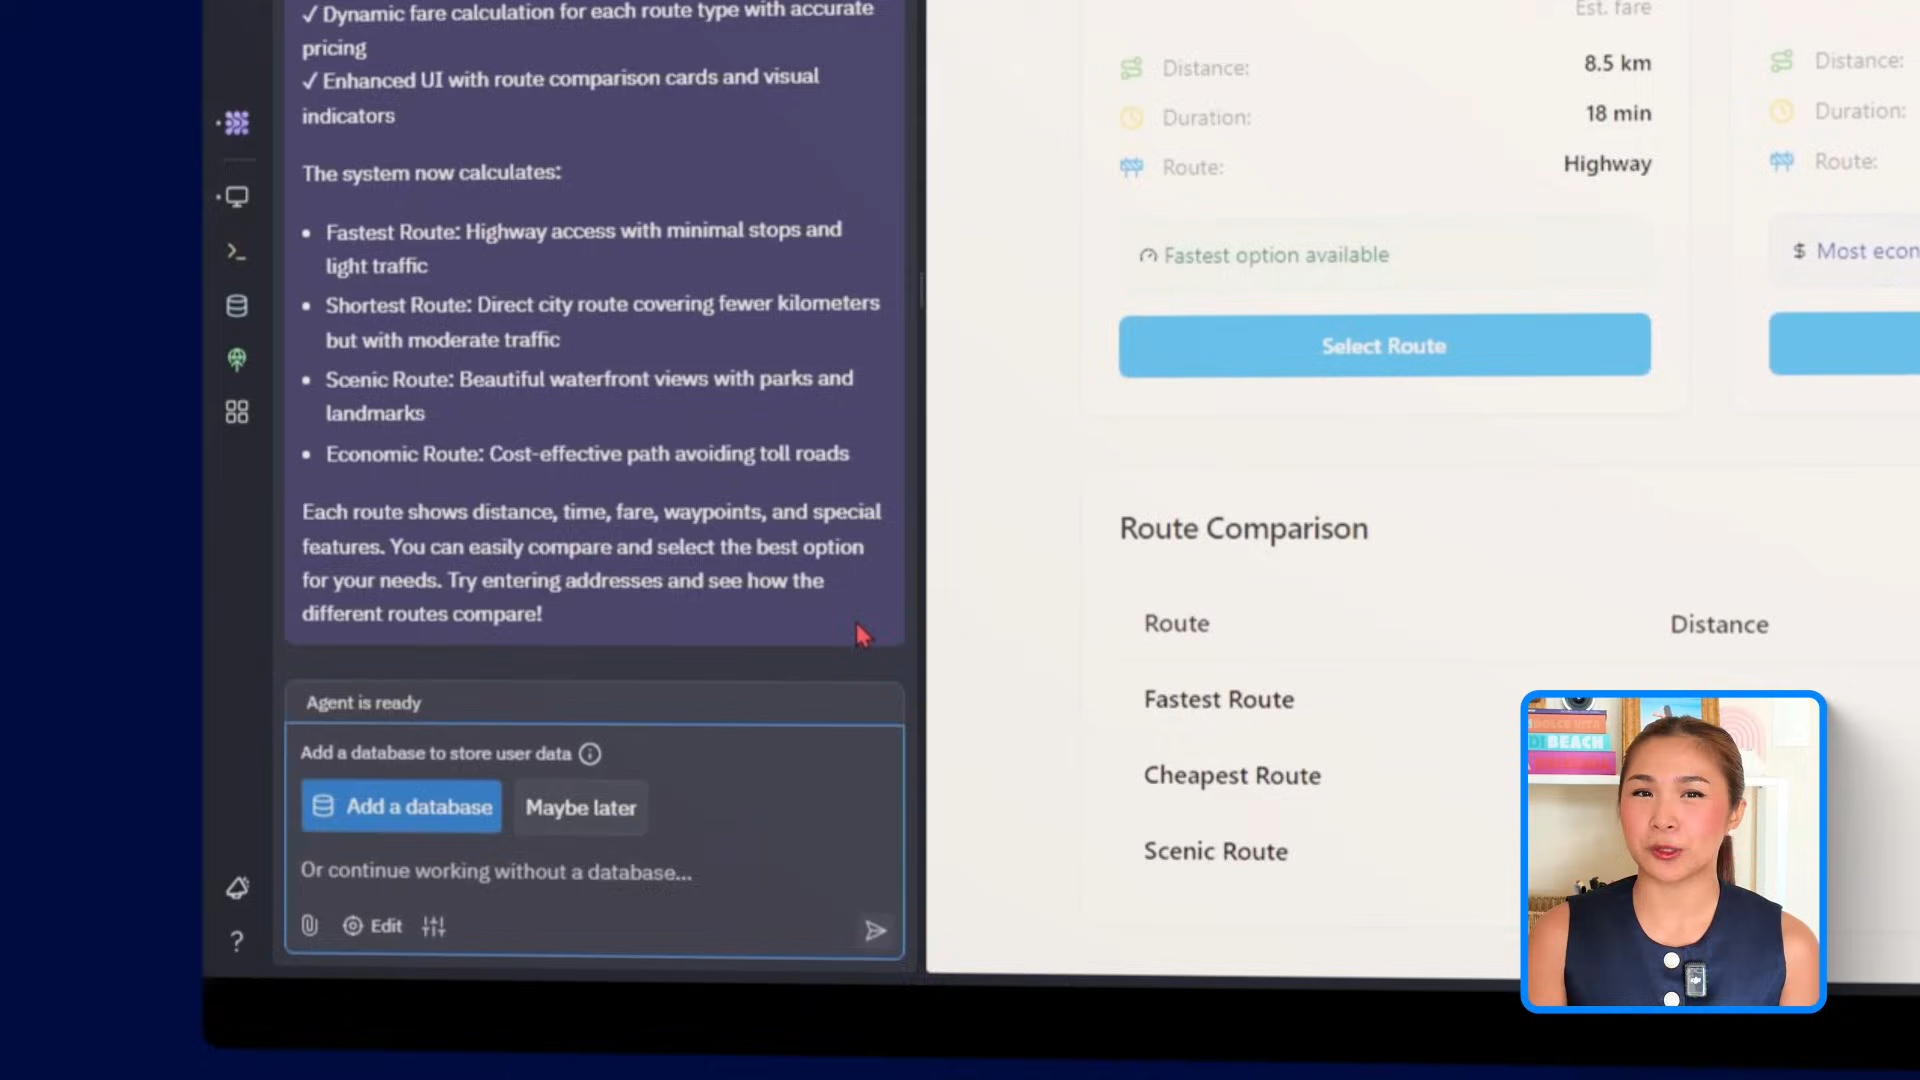 ✓ Dynamic fare calculation for each route type with accurate
pricing
✓ Enhanced UI with route comparison cards and visual
indicators
The system now calculates:
• Fastest Route: Highway access with minimal stops and
light traffic
• Shortest Route: Direct city route covering fewer kilometers
but with moderate traffic
• Scenic Route: Beautiful waterfront views with parks and
landmarks
• Economic Route: Cost-effective path avoiding toll roads
Each route shows distance, time, fare, waypoints, and special
features. You can easily compare and select the best option
for your needs. Try entering addresses and see how the
different routes compare!
Agent is ready
Add a database to store user data
Add a database
Maybe later
Or continue working without a database...
Edit
?
Est. fare
Distance: 8.5 km
Duration: 18 min
Route: Highway
Fastest option available
Select Route
Distance:
Duration:
Route:
$ Most econ
Route Comparison
Route Distance
Fastest Route
Cheapest Route
Scenic Route
DOLCE VITA
BEACH